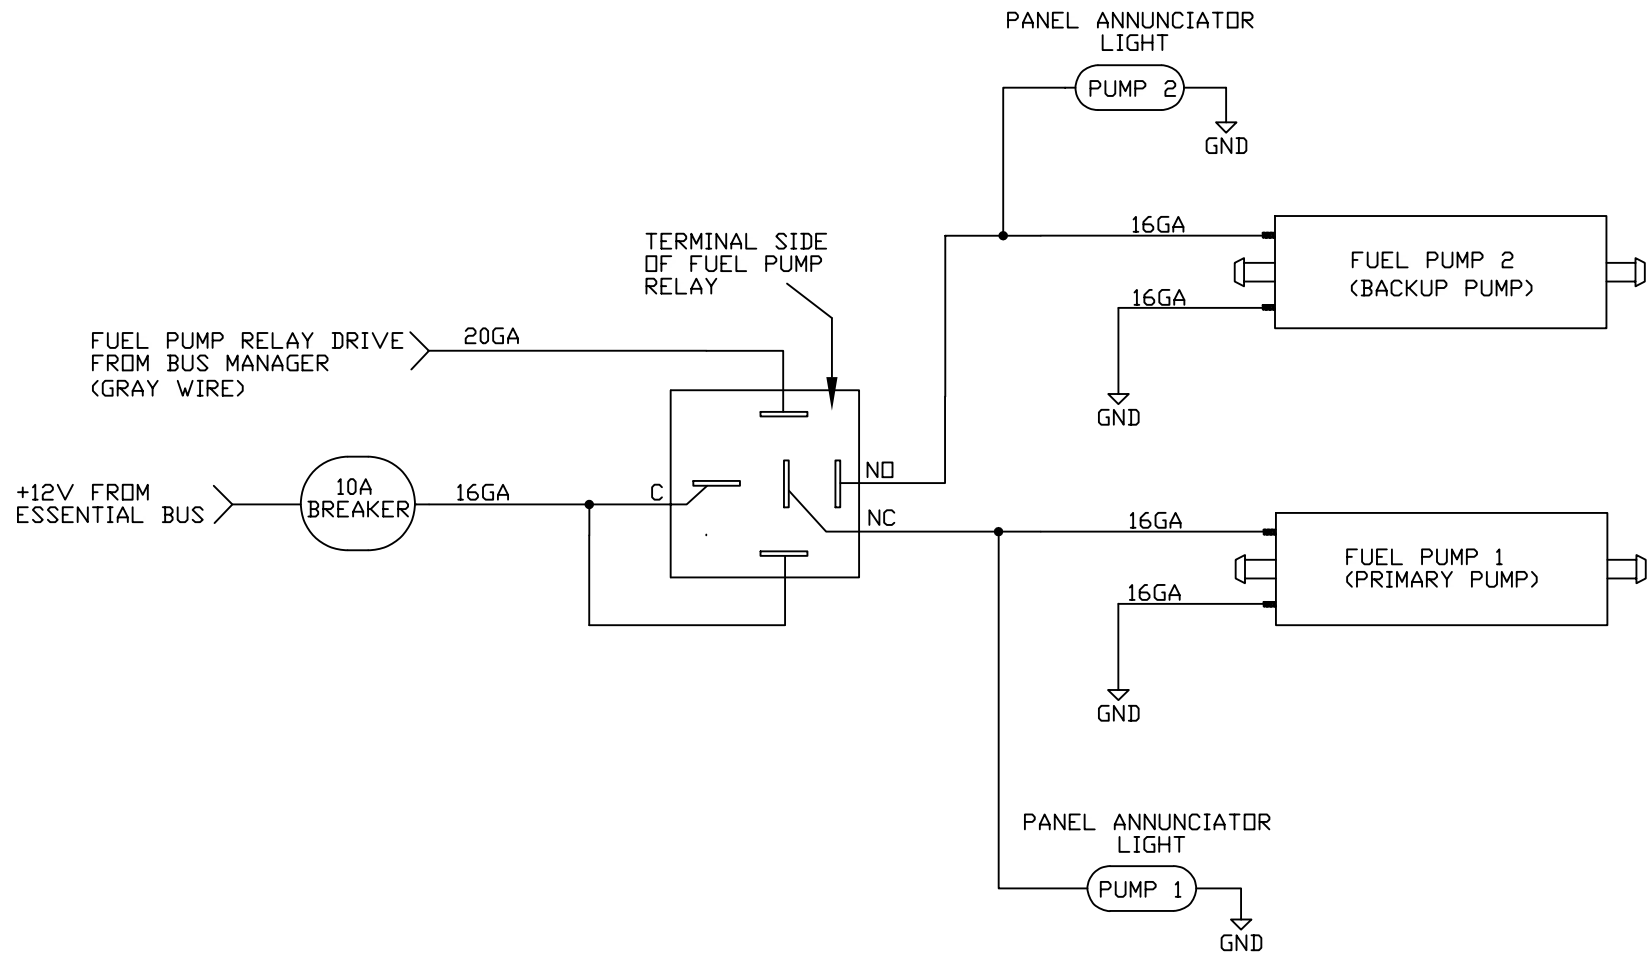 PANEL ANNUNCIATOR
LIGHT
PUMP 2
GND
16GA
FUEL PUMP 2
(BACKUP PUMP)
16GA
GND
TERMINAL SIDE
OF FUEL PUMP
RELAY
FUEL PUMP RELAY DRIVE
FROM BUS MANAGER
(GRAY WIRE)
20GA
+12V FROM
ESSENTIAL BUS
10A
BREAKER
16GA
C
NO
NC
16GA
FUEL PUMP 1
(PRIMARY PUMP)
16GA
GND
PANEL ANNUNCIATOR
LIGHT
PUMP 1
GND